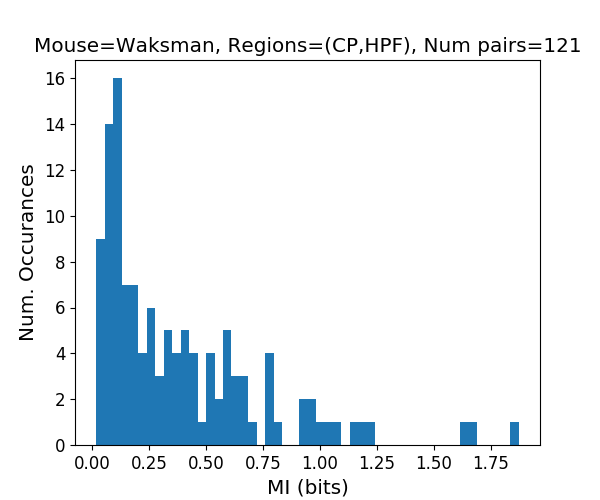 Mouse=Waksman, Regions=(CP,HPF), Num pairs=121
Num. Occurances
16
14
12
10
8
6
4
2
0
0.00 0.25 0.50 0.75 1.00 1.25 1.50 1.75
MI (bits)